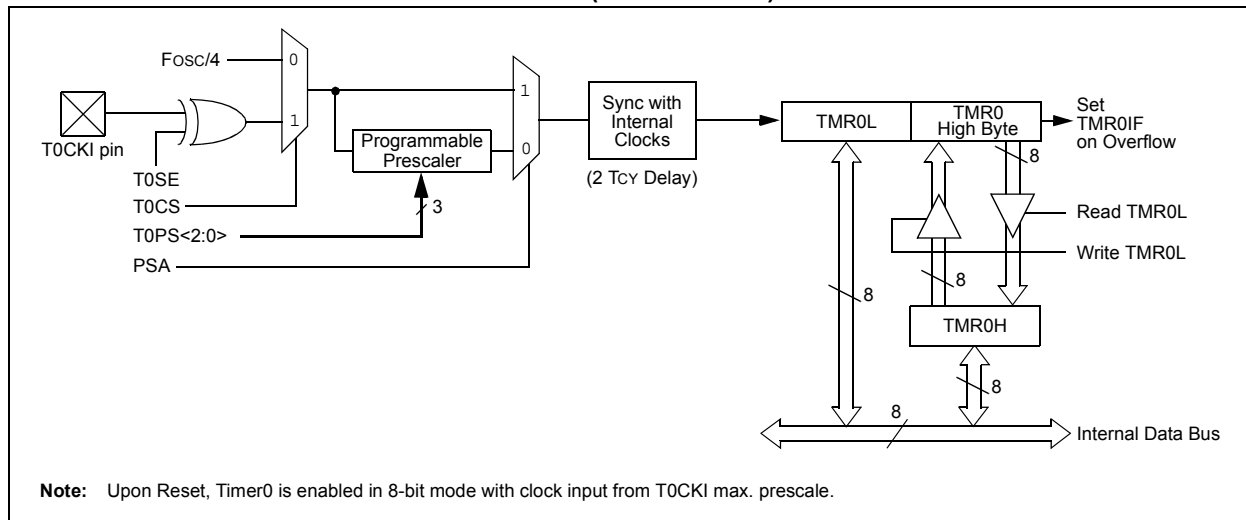 FOSC/4
T0CKI pin
T0SE
T0CS
T0PS<2:0>
PSA
0
1
Programmable
Prescaler
3
1
0
Sync with
Internal
Clocks
(2 TCY Delay)
TMR0L
TMR0
High Byte
Set
TMR0IF
on Overflow
8
Read TMR0L
Write TMR0L
8
8
TMR0H
8
8
Internal Data Bus
Note: Upon Reset, Timer0 is enabled in 8-bit mode with clock input from T0CKI max. prescale.